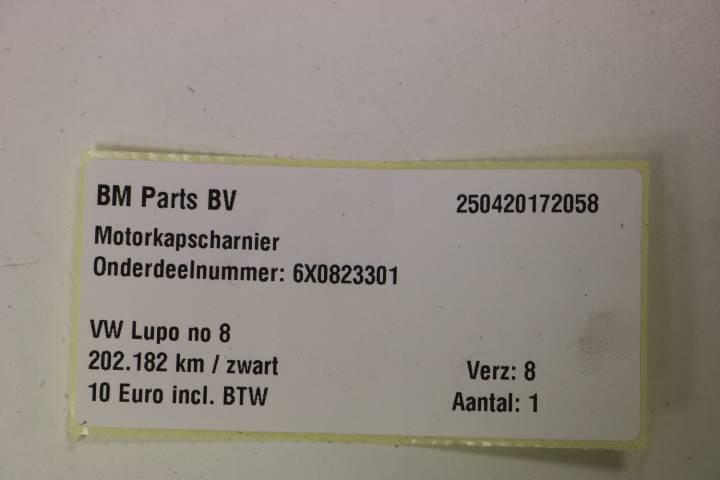 BM Parts BV 250420172058
Motorkapscharnier
Onderdeelnummer: 6X0823301
VW Lupo no 8
202.182 km / zwart Verz: 8
10 Euro incl. BTW Aantal: 1